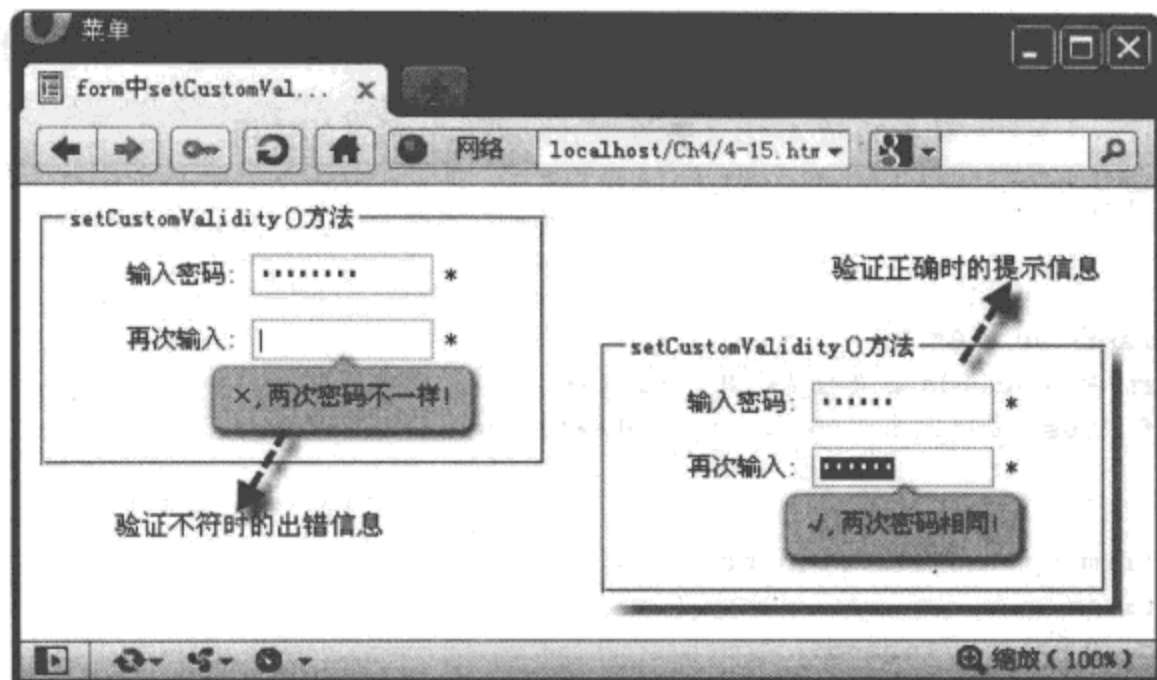 菜单
form中setCustomVal...
网络 localhost/Ch4/4-15.htm
setCustomValidity()方法
输入密码: ******** *
再次输入: *
×,两次密码不一样!
验证不符时的出错信息
验证正确时的提示信息
setCustomValidity()方法
输入密码: ****** *
再次输入: ****** *
√,两次密码相同!
缩放(100%)